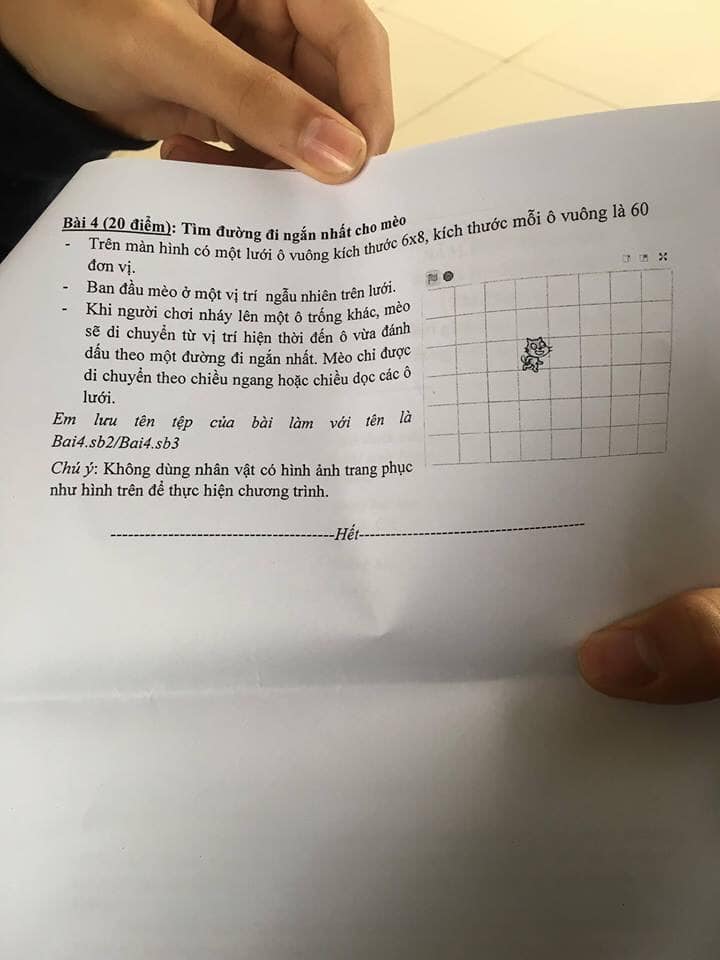 Bài 4 (20 điểm): Tìm đường đi ngắn nhất cho mèo
- Trên màn hình có một lưới ô vuông kích thước 6x8, kích thước mỗi ô vuông là 60
đơn vị.
- Ban đầu mèo ở một vị trí ngẫu nhiên trên lưới.
- Khi người chơi nháy lên một ô trống khác, mèo
sẽ di chuyển từ vị trí hiện thời đến ô vừa đánh
dấu theo một đường đi ngắn nhất. Mèo chỉ được
di chuyển theo chiều ngang hoặc chiều dọc các ô
lưới.
Em lưu tên tệp của bài làm với tên là
Bai4.sb2/Bai4.sb3
Chú ý: Không dùng nhân vật có hình ảnh trang phục
như hình trên để thực hiện chương trình.
-----------------------------------Hết-----------------------------------